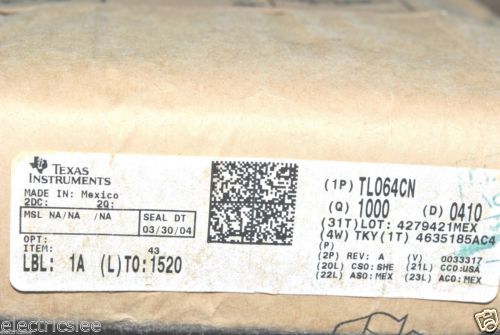 TEXAS
INSTRUMENTS
MADE IN: Mexico
2DC: 2Q:
MSL NA/NA /NA
SEAL DT
03/30/04
OPT:
ITEM: 43
LBL: 1A (L)TO:1520
(1P) TL064CN
(Q) 1000 (D) 0410
(31T)LOT: 4279421MEX
(4W) TKY(1T) 4635185AC4
(P)
(2P) REV: A (V) 0033317
(20L) CSO:SHE (21L) CCO:USA
(22L) ASO:MEX (23L) ACO:MEX
electricslee